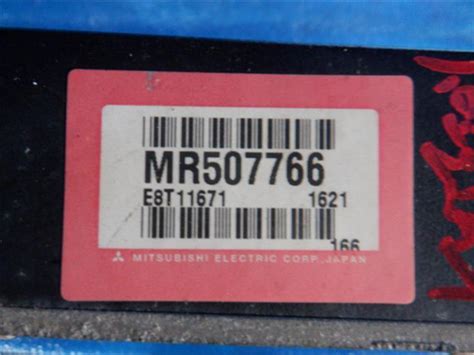 MR507766
E8T11671 1621
166
MITSUBISHI ELECTRIC CORP., JAPAN